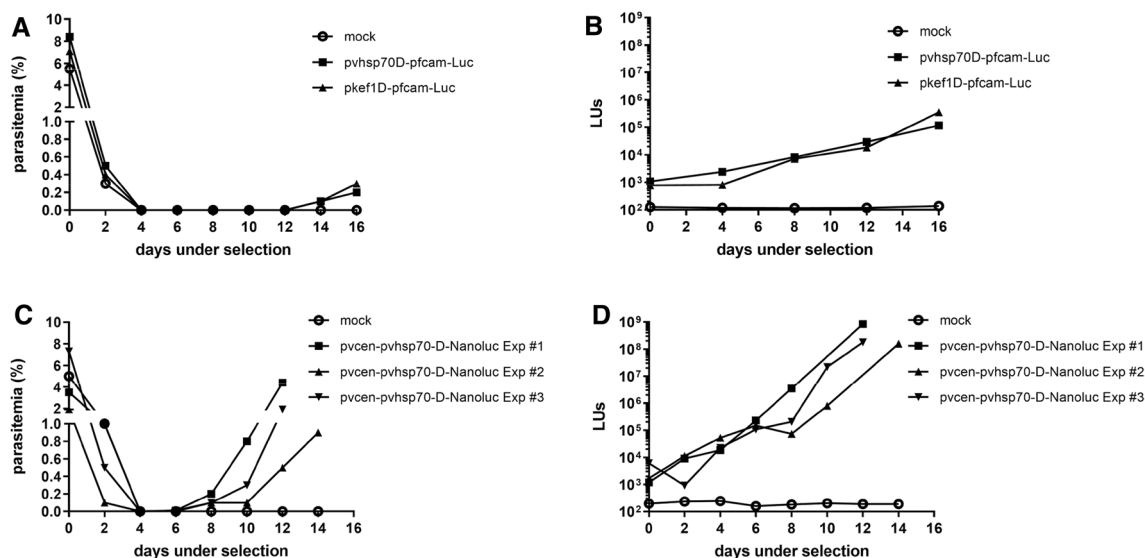 A
parasitemia (%)
10
8
6
4
2
1.0
0.8
0.6
0.4
0.2
0.0
0 2 4 6 8 10 12 14 16
days under selection
mock
pvhsp70D-pfcam-Luc
pkef1D-pfcam-Luc
B
LUs
10⁹
10⁸
10⁷
10⁶
10⁵
10⁴
10³
10²
0 2 4 6 8 10 12 14 16
days under selection
mock
pvhsp70D-pfcam-Luc
pkef1D-pfcam-Luc
C
parasitemia (%)
10
8
6
4
2
1.0
0.8
0.6
0.4
0.2
0.0
0 2 4 6 8 10 12 14 16
days under selection
mock
pvcen-pvhsp70-D-Nanoluc Exp #1
pvcen-pvhsp70-D-Nanoluc Exp #2
pvcen-pvhsp70-D-Nanoluc Exp #3
D
LUs
10⁹
10⁸
10⁷
10⁶
10⁵
10⁴
10³
10²
0 2 4 6 8 10 12 14 16
days under selection
mock
pvcen-pvhsp70-D-Nanoluc Exp #1
pvcen-pvhsp70-D-Nanoluc Exp #2
pvcen-pvhsp70-D-Nanoluc Exp #3